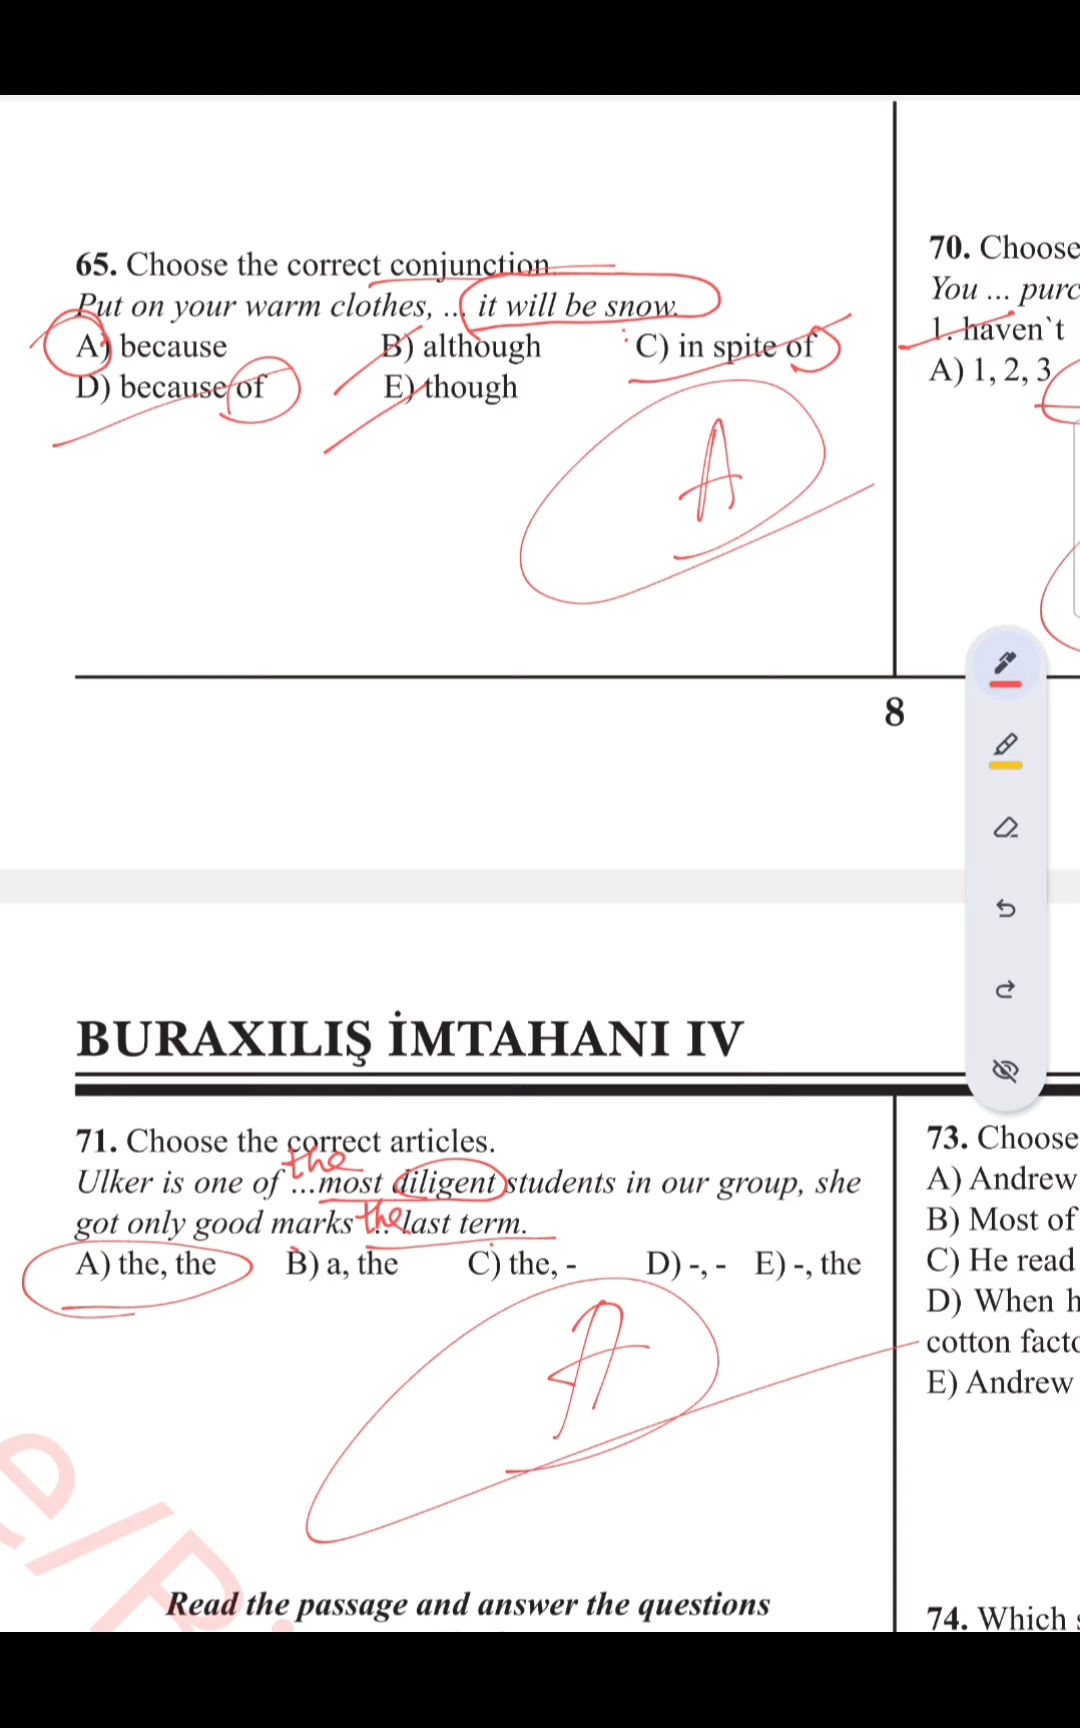 65. Choose the correct conjunction.
Put on your warm clothes, ... it will be snow.
A) because B) although C) in spite of
D) because of E) though
A
70. Choose
You ... purc
1. haven`t
A) 1, 2, 3
8
BURAXILIŞ İMTAHANI IV
71. Choose the correct articles.
the
Ulker is one of ...most diligent students in our group, she
got only good marks ... the last term.
A) the, the B) a, the C) the, - D) -, - E) -, the
A
Read the passage and answer the questions
73. Choose
A) Andrew
B) Most of
C) He read
D) When h
cotton facto
E) Andrew
74. Which s